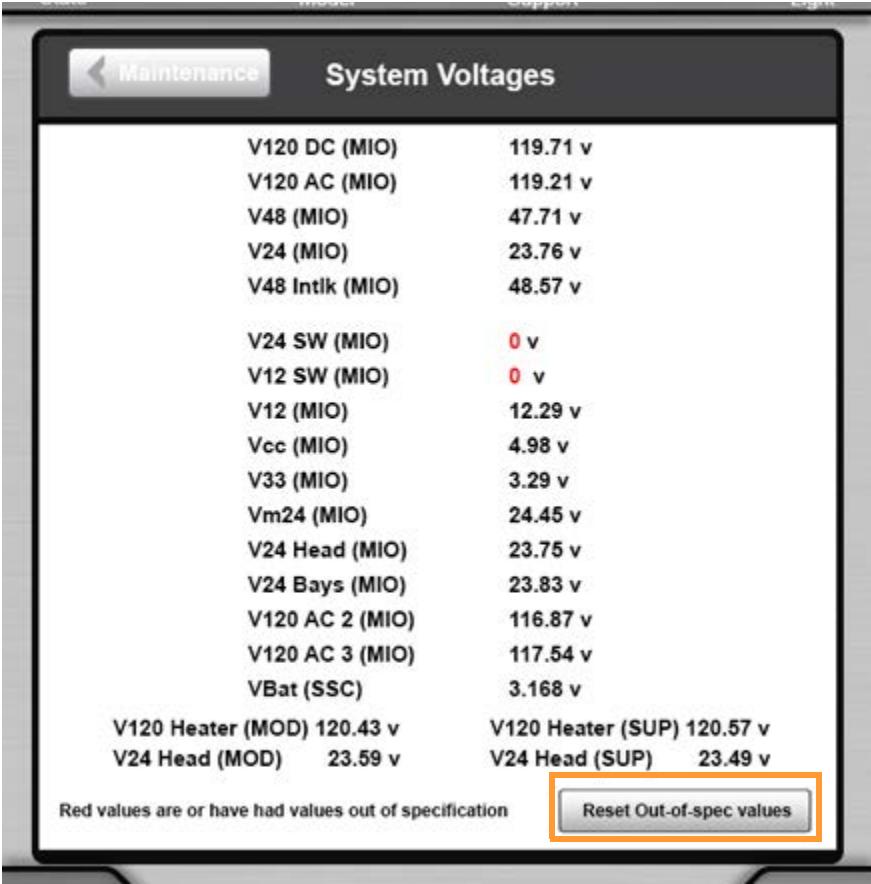 State Model Support Light
Maintenance System Voltages
V120 DC (MIO) 119.71 v
V120 AC (MIO) 119.21 v
V48 (MIO) 47.71 v
V24 (MIO) 23.76 v
V48 Intlk (MIO) 48.57 v
V24 SW (MIO) 0 v
V12 SW (MIO) 0 v
V12 (MIO) 12.29 v
Vcc (MIO) 4.98 v
V33 (MIO) 3.29 v
Vm24 (MIO) 24.45 v
V24 Head (MIO) 23.75 v
V24 Bays (MIO) 23.83 v
V120 AC 2 (MIO) 116.87 v
V120 AC 3 (MIO) 117.54 v
VBat (SSC) 3.168 v
V120 Heater (MOD) 120.43 v V120 Heater (SUP) 120.57 v
V24 Head (MOD) 23.59 v V24 Head (SUP) 23.49 v
Red values are or have had values out of specification Reset Out-of-spec values